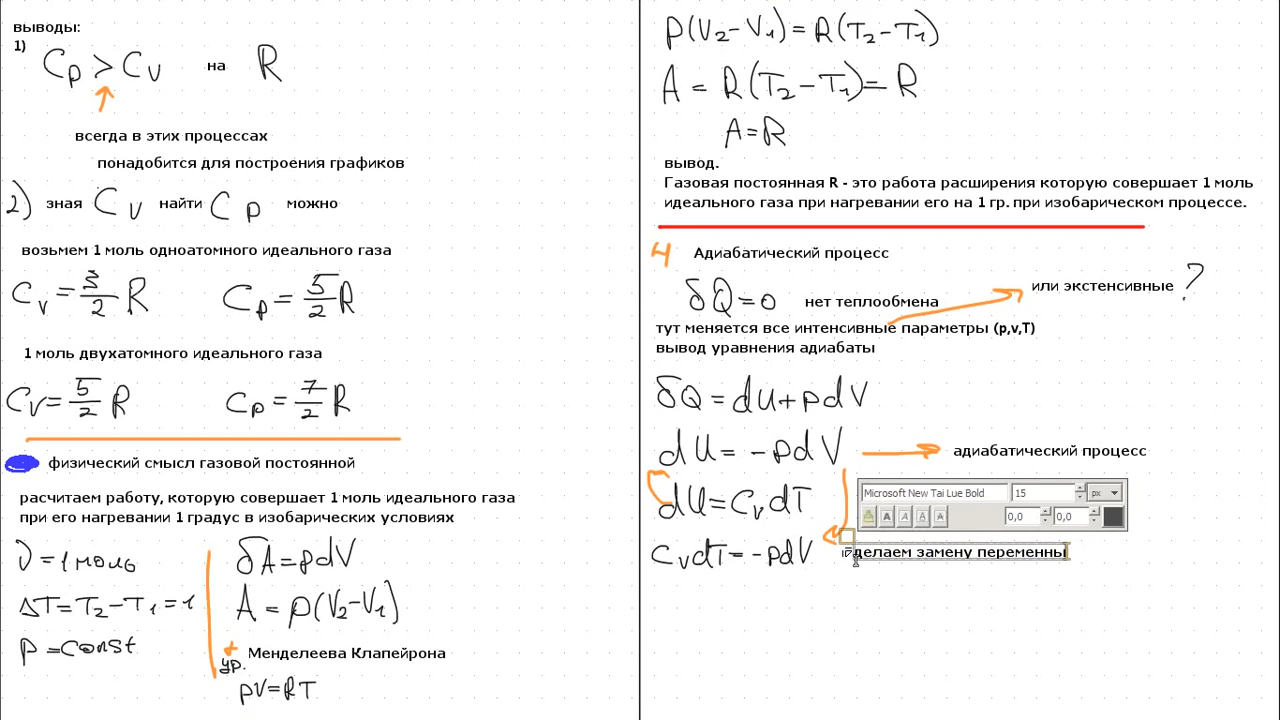 выводы:
1)
Cp > Cv на R
всегда в этих процессах
понадобится для построения графиков
2) зная Cv найти Cp можно
возьмем 1 моль одноатомного идеального газа
Cv = 3/2 R Cp = 5/2 R
1 моль двухатомного идеального газа
Cv = 5/2 R Cp = 7/2 R
физический смысл газовой постоянной
расчитаем работу, которую совершает 1 моль идеального газа
при его нагревании 1 градус в изобарических условиях
ν = 1 моль
ΔT = T2 − T1 = 1
p = const
δA = pdV
A = p(V2 − V1)
+
ур. Менделеева Клапейрона
pV = RT
p(V2 − V1) = R(T2 − T1)
A = R(T2 − T1) = R
A = R
вывод.
Газовая постоянная R - это работа расширения которую совершает 1 моль
идеального газа при нагревании его на 1 гр. при изобарическом процессе.
4 Адиабатический процесс
δQ = 0 нет теплообмена
или экстенсивные ?
тут меняется все интенсивные параметры (p,v,T)
вывод уравнения адиабаты
δQ = dU + pdV
dU = −pdV адиабатический процесс
dU = CvdT
Microsoft New Tai Lue Bold 15 px
A A A A 0,0 0,0
CvdT = −pdV делаем замену переменны